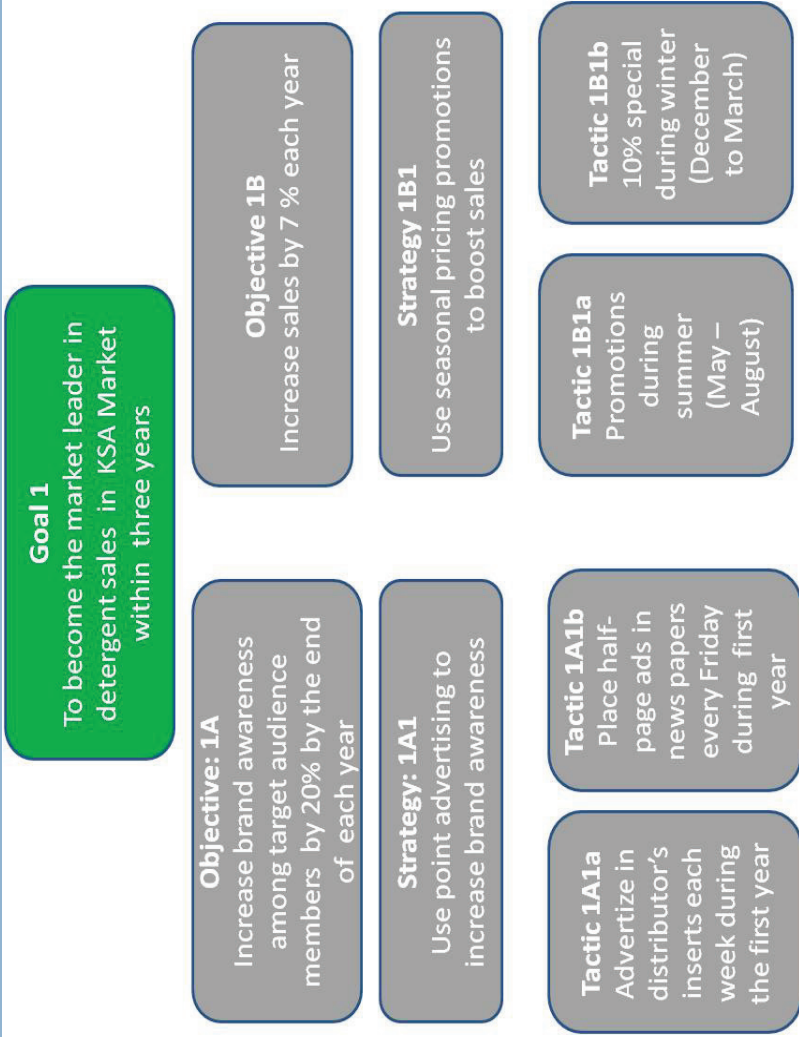 Goal 1
To become the market leader in
detergent sales in KSA Market
within three years
Objective: 1A
Increase brand awareness
among target audience
members by 20% by the end
of each year
Objective 1B
Increase sales by 7 % each year
Strategy: 1A1
Use point advertising to
increase brand awareness
Strategy 1B1
Use seasonal pricing promotions
to boost sales
Tactic 1A1a
Advertize in
distributor's
inserts each
week during
the first year
Tactic 1A1b
Place half-
page ads in
news papers
every Friday
during first
year
Tactic 1B1a
Promotions
during
summer
(May –
August)
Tactic 1B1b
10% special
during winter
(December
to March)